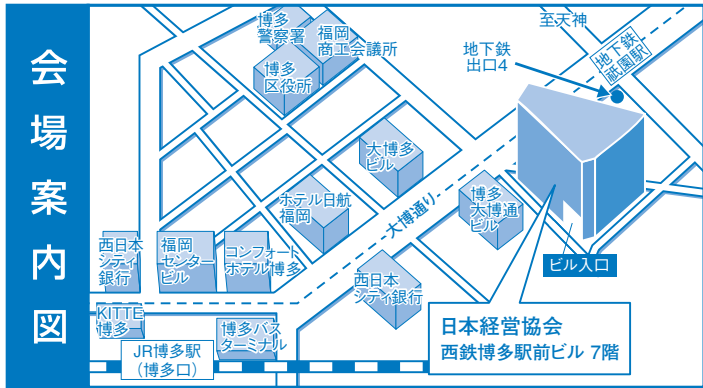 会場案内図
博多
警察署
福岡
商工会議所
博多
区役所
至天神
地下鉄
出口4
地下鉄
祇園駅
大博多
ビル
ホテル日航
福岡
大博通り
博多
大博通
ビル
西日本
シティ
銀行
福岡
センター
ビル
コンフォート
ホテル博多
西日本
シティ銀行
ビル入口
KITTE
博多
博多バス
ターミナル
JR博多駅
(博多口)
日本経営協会
西鉄博多駅前ビル 7階